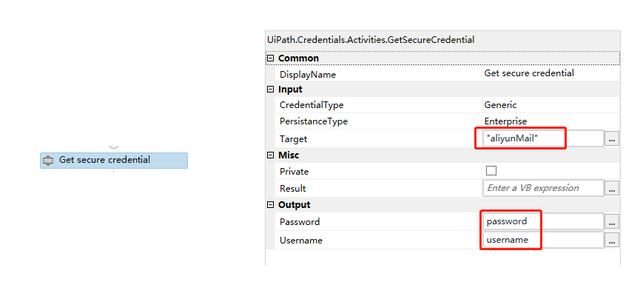 Get secure credential
UiPath.Credentials.Activities.GetSecureCredential
Common
DisplayName Get secure credential
Input
CredentialType Generic
PersistanceType Enterprise
Target "aliyunMail" ...
Misc
Private
Result Enter a VB expression ...
Output
Password password ...
Username username ...